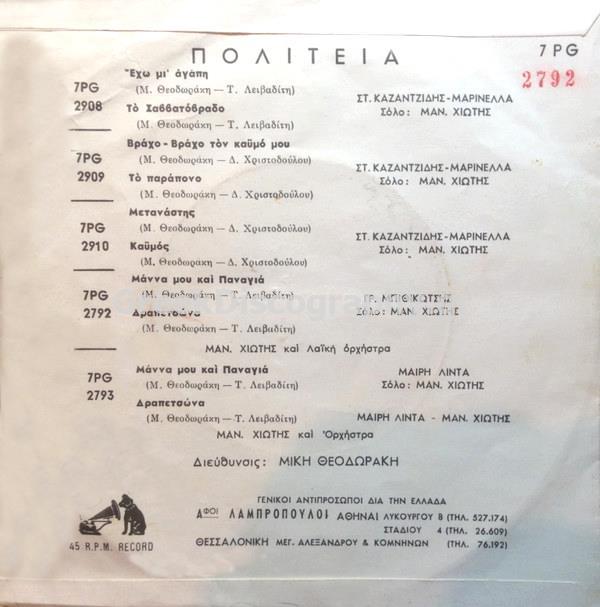 ΠΟΛΙΤΕΙΑ
7 PG
2792
Ἔχω μι' ἀγάπη
7PG
(Μ. Θεοδωράκη — Τ. Λειβαδίτη)
ΣΤ. ΚΑΖΑΝΤΖΙΔΗΣ-ΜΑΡΙΝΕΛΛΑ
2908
Τὸ Σαββατόβραδο
Σόλο: ΜΑΝ. ΧΙΩΤΗΣ
(Μ. Θεοδωράκη — Τ. Λειβαδίτη)
Βράχο - Βράχο τὸν καϋμό μου
7PG
(Μ. Θεοδωράκη — Δ. Χριστοδούλου)
ΣΤ. ΚΑΖΑΝΤΖΙΔΗΣ-ΜΑΡΙΝΕΛΛΑ
2909
Τὸ παράπονο
Σόλο: ΜΑΝ. ΧΙΩΤΗΣ
(Μ. Θεοδωράκη — Δ. Χριστοδούλου)
Μετανάστης
7PG
(Μ. Θεοδωράκη — Δ. Χριστοδούλου)
ΣΤ. ΚΑΖΑΝΤΖΙΔΗΣ-ΜΑΡΙΝΕΛΛΑ
2910
Καϋμός
Σόλο: ΜΑΝ. ΧΙΩΤΗΣ
(Μ. Θεοδωράκη — Δ. Χριστοδούλου)
Μάννα μου καὶ Παναγιά
7PG
(Μ. Θεοδωράκη — Τ. Λειβαδίτη)
ΓΡ. ΜΠΙΘΙΚΩΤΣΗΣ
2792
Δραπετσώνα
Σόλο: ΜΑΝ. ΧΙΩΤΗΣ
(Μ. Θεοδωράκη — Τ. Λειβαδίτη)
ΜΑΝ. ΧΙΩΤΗΣ καὶ Λαϊκή ὀρχήστρα
Μάννα μου καὶ Παναγιά
ΜΑΙΡΗ ΛΙΝΤΑ
7PG
(Μ. Θεοδωράκη — Τ. Λειβαδίτη)
Σόλο: ΜΑΝ. ΧΙΩΤΗΣ
2793
Δραπετσώνα
(Μ. Θεοδωράκη — Τ. Λειβαδίτη)
ΜΑΙΡΗ ΛΙΝΤΑ - ΜΑΝ. ΧΙΩΤΗΣ
ΜΑΝ. ΧΙΩΤΗΣ καὶ Ὀρχήστρα
Διεύθυνσις: ΜΙΚΗ ΘΕΟΔΩΡΑΚΗ
ΓΕΝΙΚΟΙ ΑΝΤΙΠΡΟΣΩΠΟΙ ΔΙΑ ΤΗΝ ΕΛΛΑΔΑ
ΑΦΟΙ ΛΑΜΠΡΟΠΟΥΛΟΙ ΑΘΗΝΑΙ ΛΥΚΟΥΡΓΟΥ 8 (ΤΗΛ. 527.174)
ΣΤΑΔΙΟΥ 4 (ΤΗΛ. 26.609)
ΘΕΣΣΑΛΟΝΙΚΗ ΜΕΓ. ΑΛΕΞΑΝΔΡΟΥ & ΚΟΜΝΗΝΩΝ (ΤΗΛ. 76.192)
45 R.P.M. RECORD